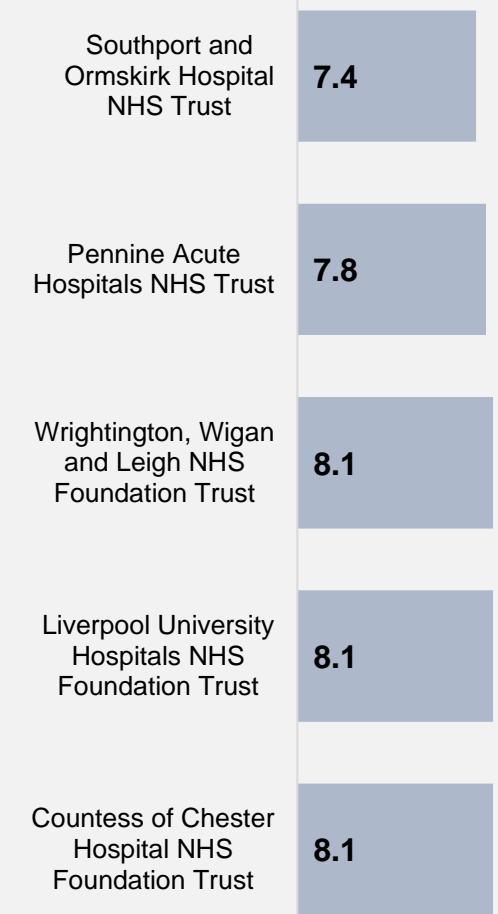 Southport and
Ormskirk Hospital
NHS Trust
7.4
Pennine Acute
Hospitals NHS Trust
7.8
Wrightington, Wigan
and Leigh NHS
Foundation Trust
8.1
Liverpool University
Hospitals NHS
Foundation Trust
8.1
Countess of Chester
Hospital NHS
Foundation Trust
8.1